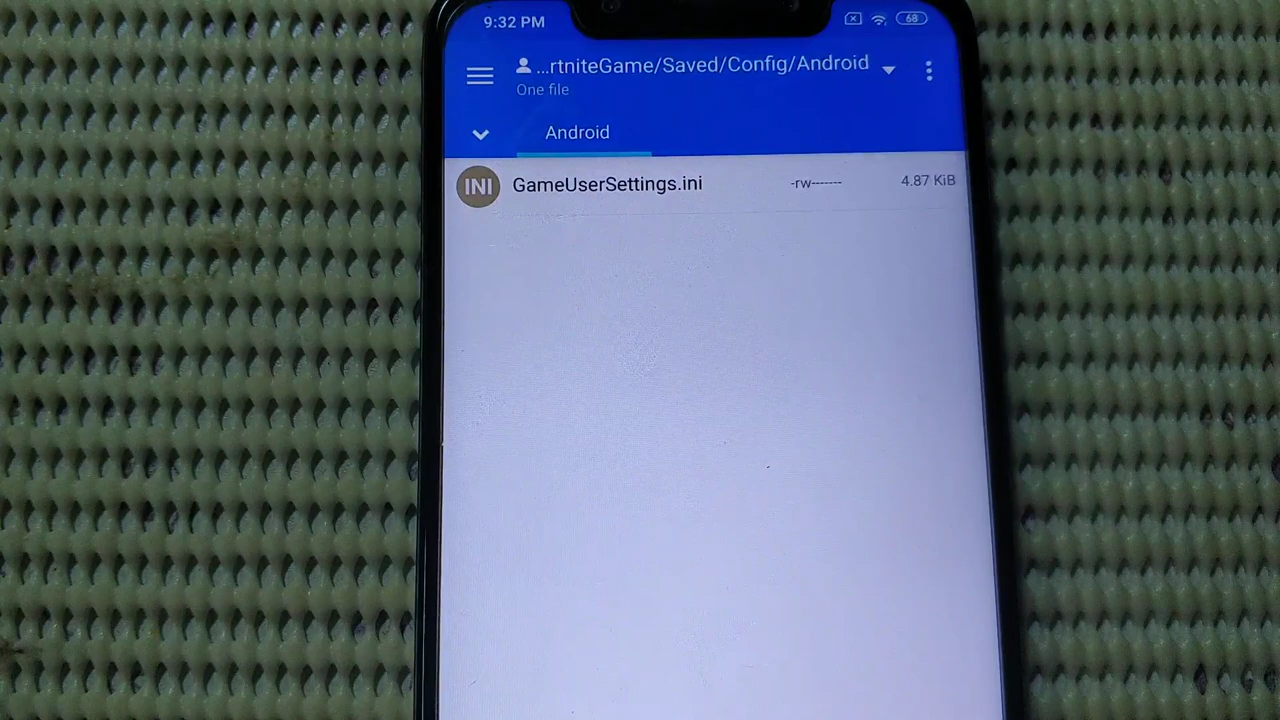 9:32 PM
68
...rtniteGame/Saved/Config/Android
One file
Android
INI
GameUserSettings.ini
-rw-------
4.87 KiB